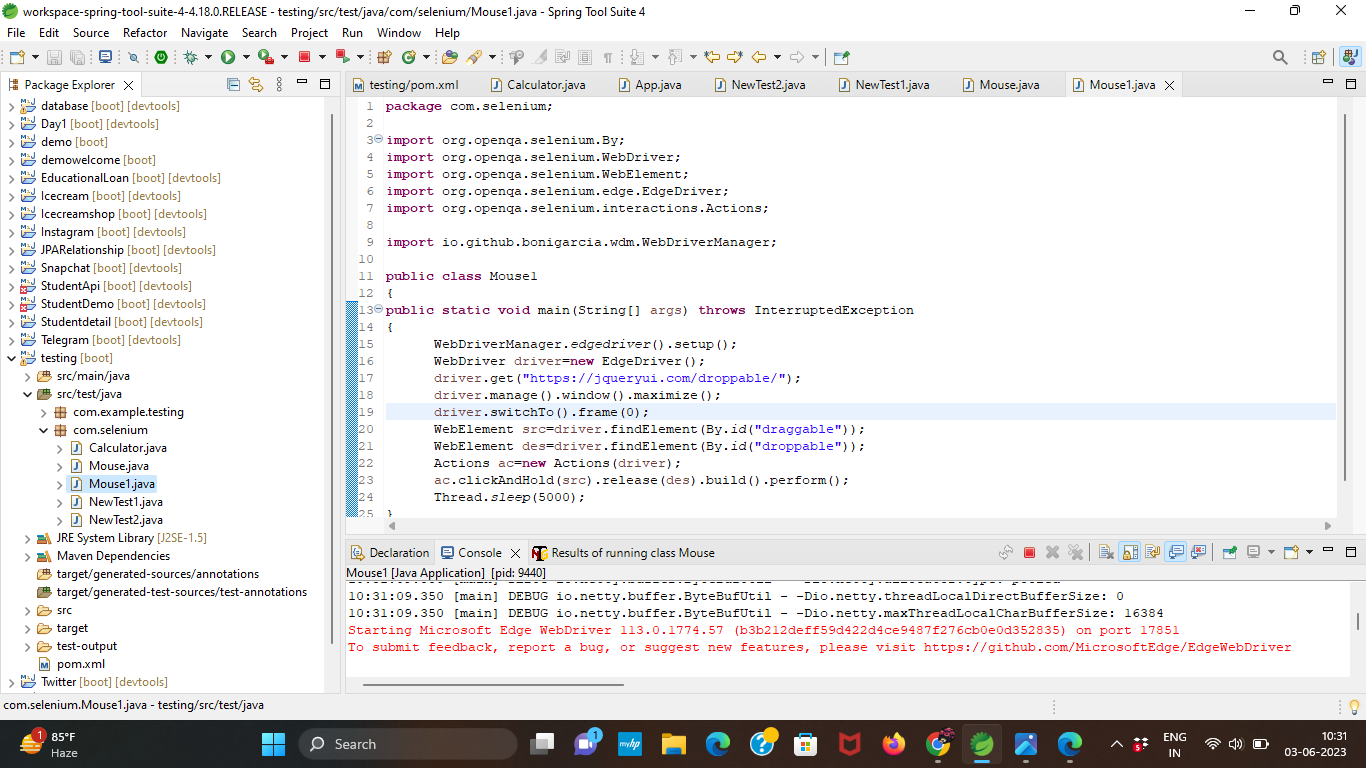 workspace-spring-tool-suite-4-4.18.0.RELEASE - testing/src/test/java/com/selenium/Mouse1.java - Spring Tool Suite 4
File Edit Source Refactor Navigate Search Project Run Window Help
Package Explorer
database [boot] [devtools]
Day1 [boot] [devtools]
demo [boot]
demowelcome [boot]
EducationalLoan [boot] [devtools]
Icecream [boot] [devtools]
Icecreamshop [boot] [devtools]
Instagram [boot] [devtools]
JPARelationship [boot] [devtools]
Snapchat [boot] [devtools]
StudentApi [boot] [devtools]
StudentDemo [boot] [devtools]
Studentdetail [boot] [devtools]
Telegram [boot] [devtools]
testing [boot]
src/main/java
src/test/java
com.example.testing
com.selenium
Calculator.java
Mouse.java
Mouse1.java
NewTest1.java
NewTest2.java
JRE System Library [J2SE-1.5]
Maven Dependencies
target/generated-sources/annotations
target/generated-test-sources/test-annotations
src
target
test-output
pom.xml
Twitter [boot] [devtools]
testing/pom.xml Calculator.java App.java NewTest2.java NewTest1.java Mouse.java Mouse1.java
1 package com.selenium;
2
3 import org.openqa.selenium.By;
4 import org.openqa.selenium.WebDriver;
5 import org.openqa.selenium.WebElement;
6 import org.openqa.selenium.edge.EdgeDriver;
7 import org.openqa.selenium.interactions.Actions;
8
9 import io.github.bonigarcia.wdm.WebDriverManager;
10
11 public class Mouse1
12 {
13 public static void main(String[] args) throws InterruptedException
14 {
15 WebDriverManager.edgedriver().setup();
16 WebDriver driver=new EdgeDriver();
17 driver.get("https://jqueryui.com/droppable/");
18 driver.manage().window().maximize();
19 driver.switchTo().frame(0);
20 WebElement src=driver.findElement(By.id("draggable"));
21 WebElement des=driver.findElement(By.id("droppable"));
22 Actions ac=new Actions(driver);
23 ac.clickAndHold(src).release(des).build().perform();
24 Thread.sleep(5000);
25 }
Declaration Console Results of running class Mouse
Mouse1 [Java Application] [pid: 9440]
10:31:09.350 [main] DEBUG io.netty.buffer.ByteBufUtil - -Dio.netty.threadLocalDirectBufferSize: 0
10:31:09.350 [main] DEBUG io.netty.buffer.ByteBufUtil - -Dio.netty.maxThreadLocalCharBufferSize: 16384
Starting Microsoft Edge WebDriver 113.0.1774.57 (b3b212deff59d422d4ce9487f276cb0e0d352835) on port 17851
To submit feedback, report a bug, or suggest new features, please visit https://github.com/MicrosoftEdge/EdgeWebDriver
com.selenium.Mouse1.java - testing/src/test/java
1
85°F
Haze
Search
1
myhp
ENG
IN
10:31
03-06-2023